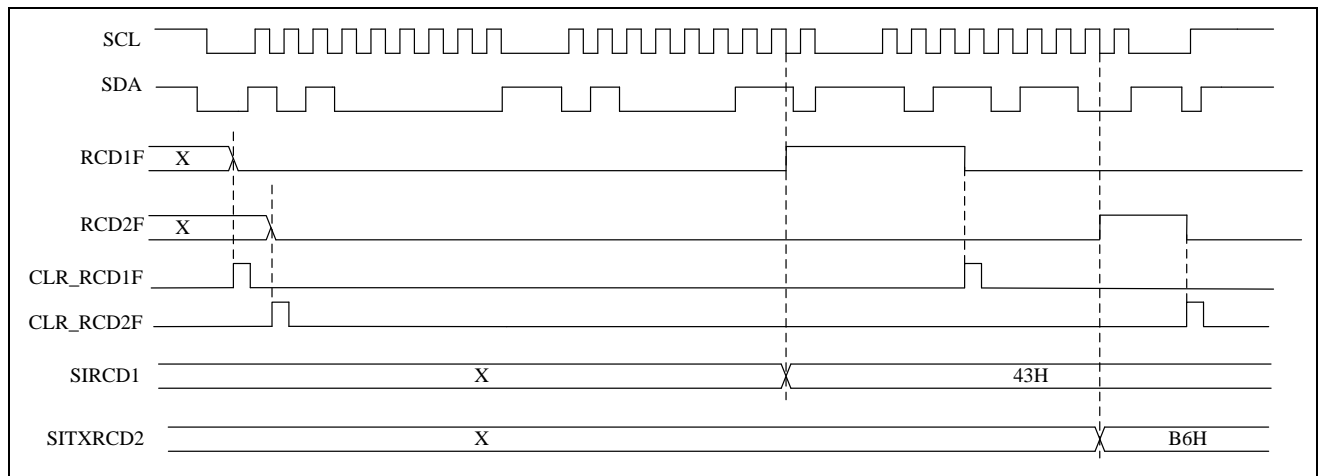 SCL
SDA
RCD1F
X
RCD2F
X
CLR_RCD1F
CLR_RCD2F
SIRCD1
X
43H
SITXRCD2
X
B6H